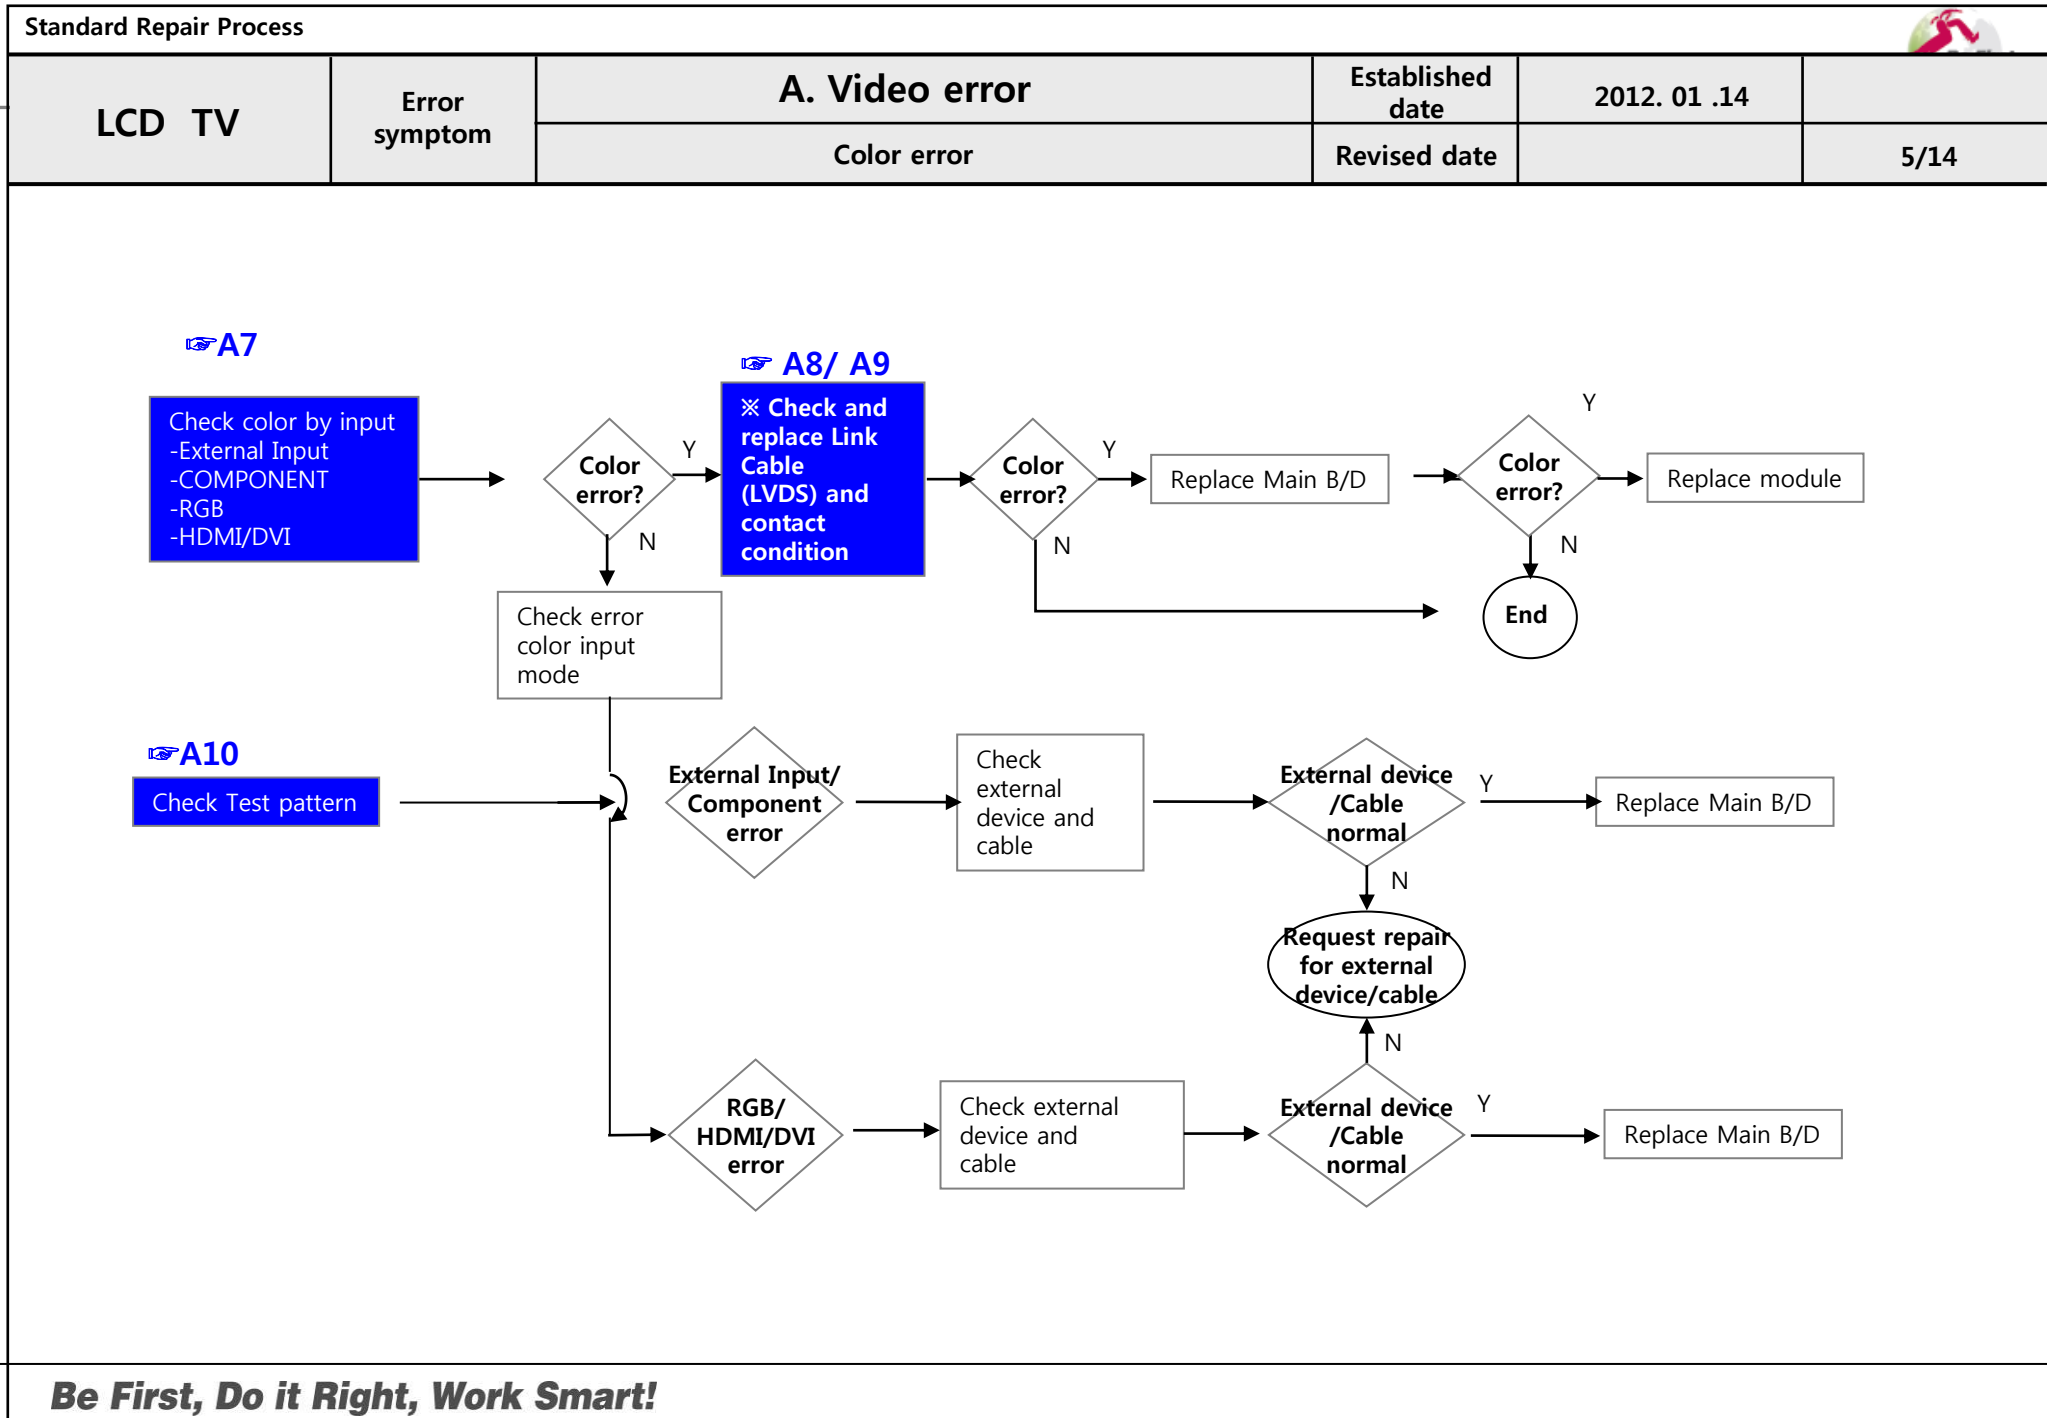 Standard Repair Process
LCD TV
Error
symptom
A. Video error
Color error
Established
date
2012. 01 .14
Revised date
5/14
☞A7
Check color by input
-External Input
-COMPONENT
-RGB
-HDMI/DVI
Color
error?
Y
N
☞ A8/ A9
※ Check and
replace Link
Cable
(LVDS) and
contact
condition
Color
error?
Y
N
Replace Main B/D
Color
error?
Y
N
Replace module
End
Check error
color input
mode
☞A10
Check Test pattern
External Input/
Component
error
Check
external
device and
cable
External device
/Cable
normal
Y
N
Replace Main B/D
Request repair
for external
device/cable
N
RGB/
HDMI/DVI
error
Check external
device and
cable
External device
/Cable
normal
Y
Replace Main B/D
Be First, Do it Right, Work Smart!